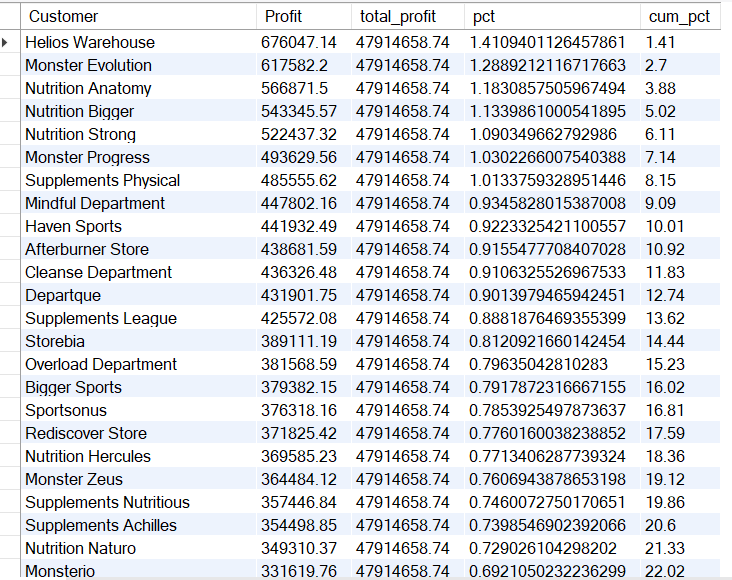 Customer Profit total_profit pct cum_pct
Helios Warehouse 676047.14 47914658.74 1.4109401126457861 1.41
Monster Evolution 617582.2 47914658.74 1.2889212116717663 2.7
Nutrition Anatomy 566871.5 47914658.74 1.1830857505967494 3.88
Nutrition Bigger 543345.57 47914658.74 1.1339861000541895 5.02
Nutrition Strong 522437.32 47914658.74 1.090349662792986 6.11
Monster Progress 493629.56 47914658.74 1.0302266007540388 7.14
Supplements Physical 485555.62 47914658.74 1.0133759328951446 8.15
Mindful Department 447802.16 47914658.74 0.9345828015387008 9.09
Haven Sports 441932.49 47914658.74 0.9223325421100557 10.01
Afterburner Store 438681.59 47914658.74 0.9155477708407028 10.92
Cleanse Department 436326.48 47914658.74 0.9106325526967533 11.83
Departque 431901.75 47914658.74 0.9013979465942451 12.74
Supplements League 425572.08 47914658.74 0.8881876469355399 13.62
Storebia 389111.19 47914658.74 0.8120921660142454 14.44
Overload Department 381568.59 47914658.74 0.79635042810283 15.23
Bigger Sports 379382.15 47914658.74 0.7917872316667155 16.02
Sportsonus 376318.16 47914658.74 0.7853925497873637 16.81
Rediscover Store 371825.42 47914658.74 0.7760160038238852 17.59
Nutrition Hercules 369585.23 47914658.74 0.7713406287739324 18.36
Monster Zeus 364484.12 47914658.74 0.7606943878653198 19.12
Supplements Nutritious 357446.84 47914658.74 0.7460072750170651 19.86
Supplements Achilles 354498.85 47914658.74 0.7398546902392066 20.6
Nutrition Naturo 349310.37 47914658.74 0.729026104298202 21.33
Monsterio 331619.76 47914658.74 0.6921050232236299 22.02